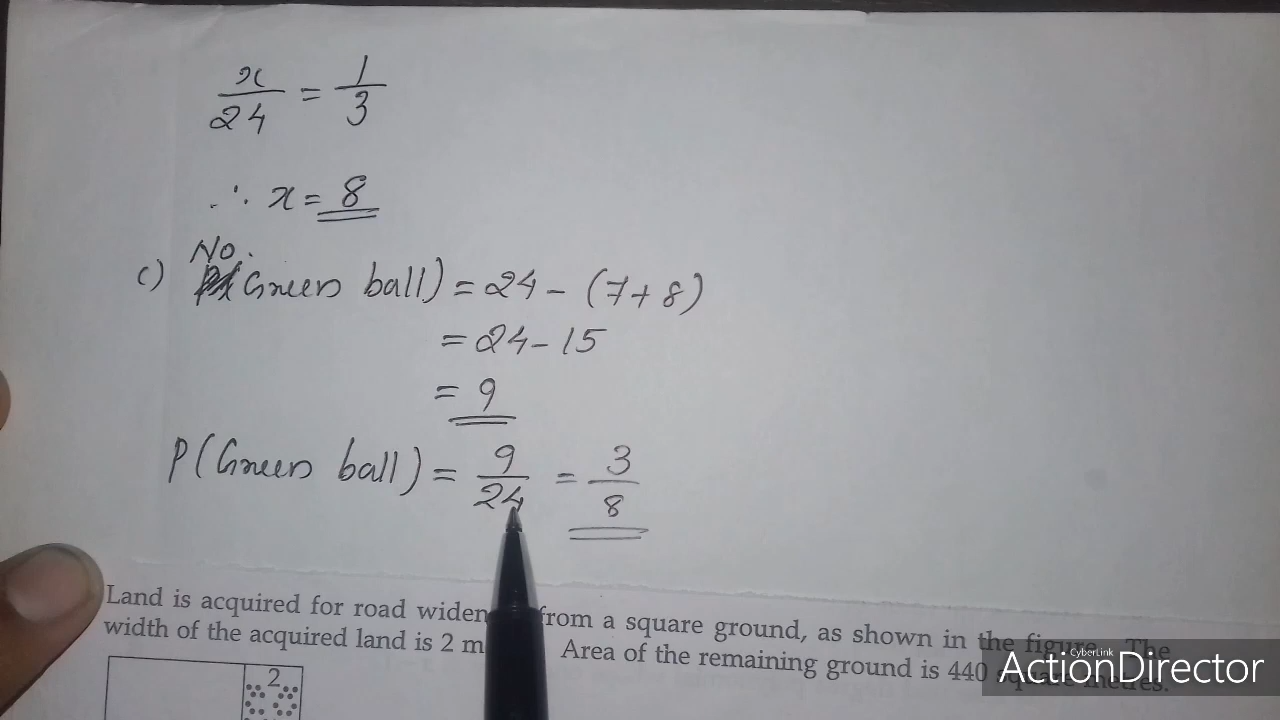 x/24 = 1/3
∴ x = 8
No.
c) (Green ball) = 24 - (7+8)
= 24 - 15
= 9
P(Green ball) = 9/24 = 3/8
Land is acquired for road widen from a square ground, as shown in the figure. The
width of the acquired land is 2 m Area of the remaining ground is 440 square metres.
2
CyberLink
ActionDirector